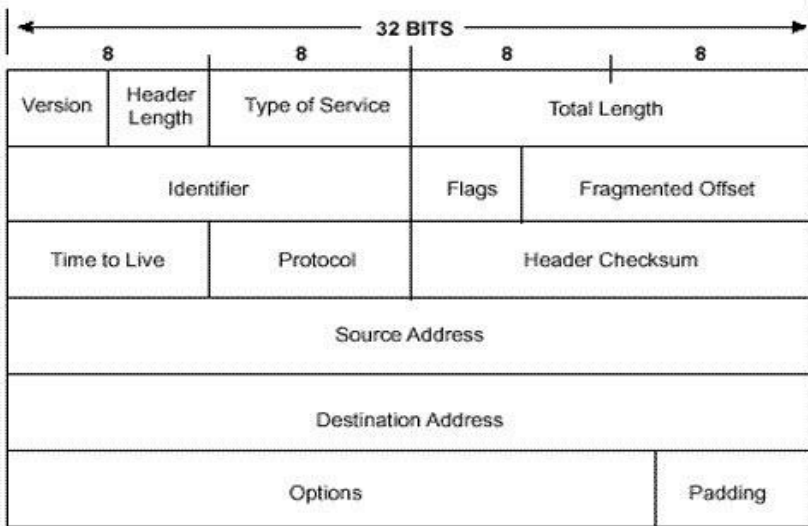 32 BITS
8 8 8 8
Version Header Length Type of Service Total Length
Identifier Flags Fragmented Offset
Time to Live Protocol Header Checksum
Source Address
Destination Address
Options Padding